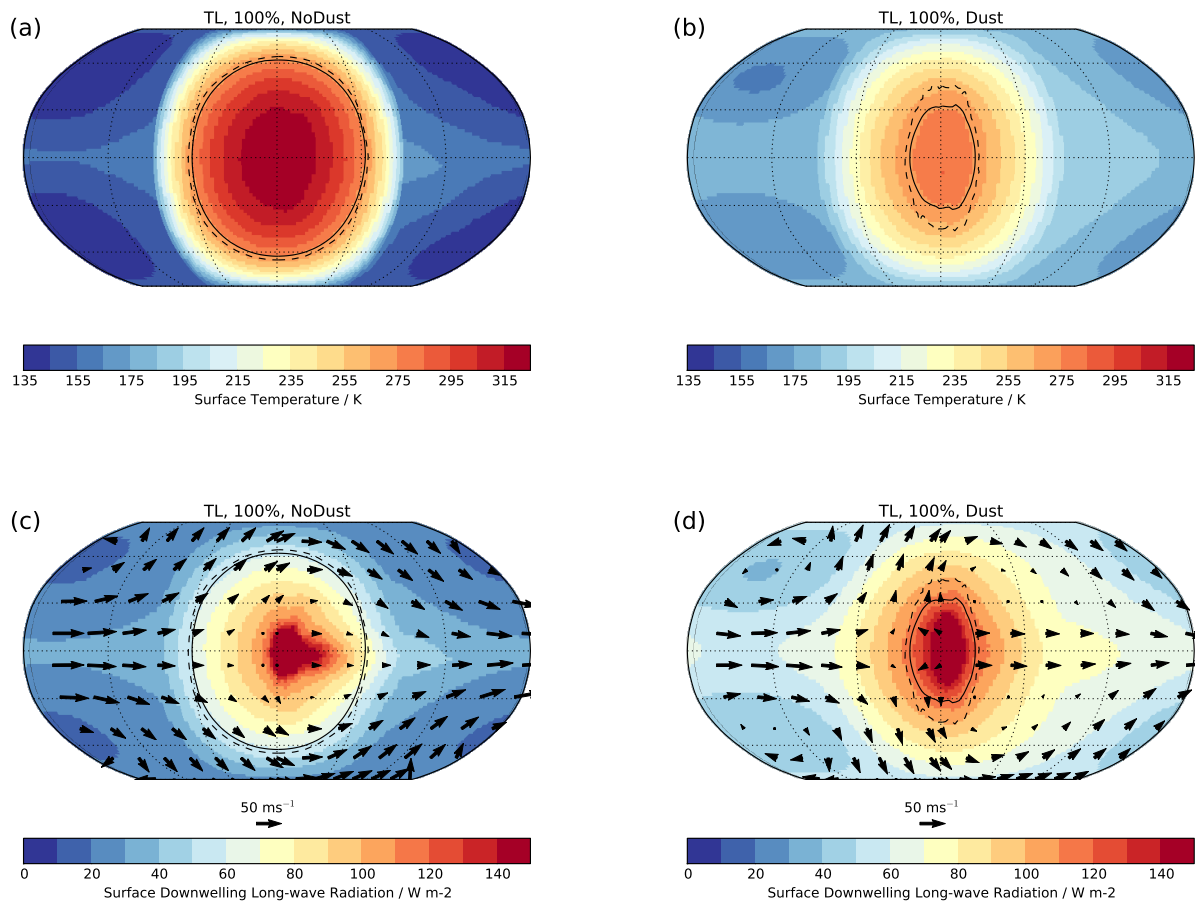 (a)
TL, 100%, NoDust
(b)
TL, 100%, Dust
135 155 175 195 215 235 255 275 295 315
Surface Temperature / K
135 155 175 195 215 235 255 275 295 315
Surface Temperature / K
(c)
TL, 100%, NoDust
(d)
TL, 100%, Dust
50 ms⁻¹
50 ms⁻¹
0 20 40 60 80 100 120 140
Surface Downwelling Long-wave Radiation / W m-2
0 20 40 60 80 100 120 140
Surface Downwelling Long-wave Radiation / W m-2